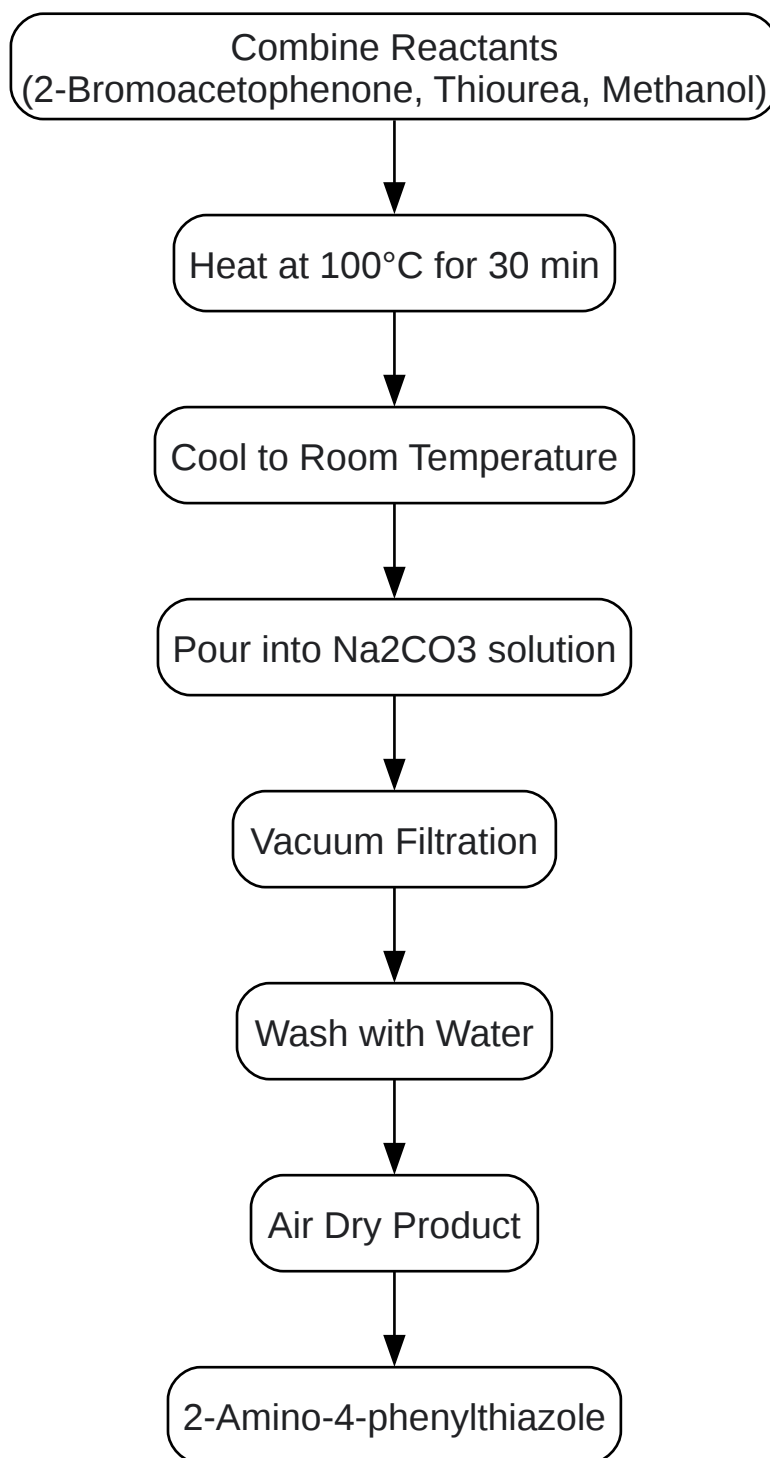 Combine Reactants
(2-Bromoacetophenone, Thiourea, Methanol)
Heat at 100°C for 30 min
Cool to Room Temperature
Pour into Na2CO3 solution
Vacuum Filtration
Wash with Water
Air Dry Product
2-Amino-4-phenylthiazole